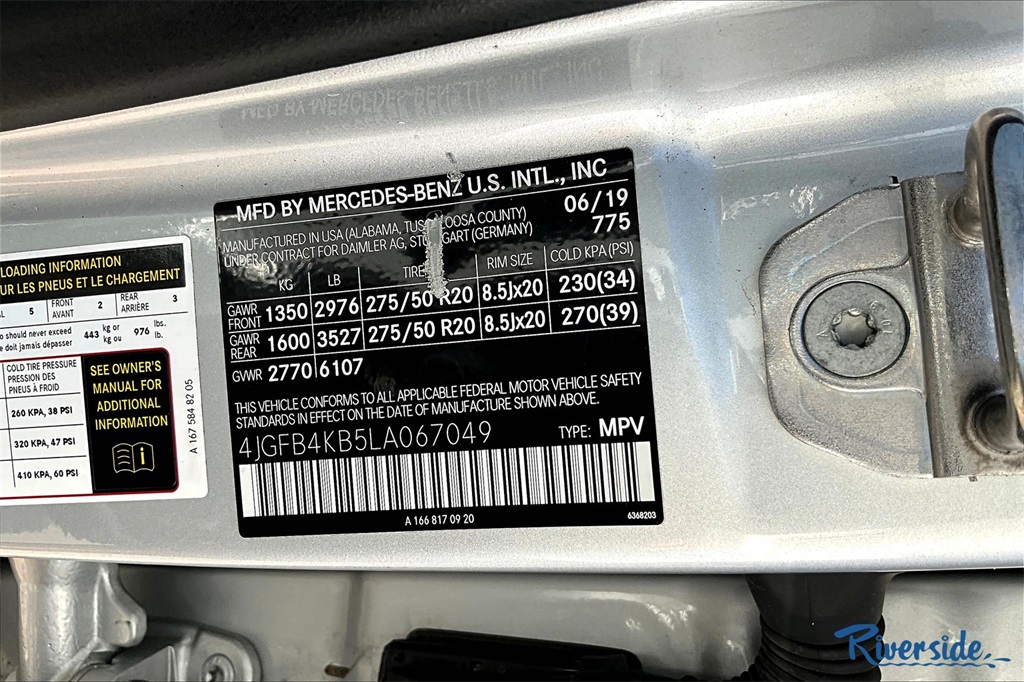 MFD BY MERCEDES-BENZ U.S. INTL., INC
MANUFACTURED IN USA (ALABAMA, TUS OOSA COUNTY) 06/19
UNDER CONTRACT FOR DAIMLER AG, STU GART (GERMANY) 775
KG LB TIRE RIM SIZE COLD KPA (PSI)
GAWR FRONT 1350 2976 275/50 R20 8.5Jx20 230(34)
GAWR REAR 1600 3527 275/50 R20 8.5Jx20 270(39)
GVWR 2770 6107
THIS VEHICLE CONFORMS TO ALL APPLICABLE FEDERAL MOTOR VEHICLE SAFETY
STANDARDS IN EFFECT ON THE DATE OF MANUFACTURE SHOWN ABOVE.
4JGFB4KB5LA067049 TYPE: MPV
A 166 817 09 20 6368203
LOADING INFORMATION
UR LES PNEUS ET LE CHARGEMENT
5 FRONT AVANT 2 REAR ARRIÈRE 3
should never exceed 443 kg or 976 lbs.
doit jamais dépasser kg ou lb.
COLD TIRE PRESSURE
PRESSION DES
PNEUS À FROID
260 KPA, 38 PSI
320 KPA, 47 PSI
410 KPA, 60 PSI
SEE OWNER'S
MANUAL FOR
ADDITIONAL
INFORMATION
A 167 584 82 05
Riverside